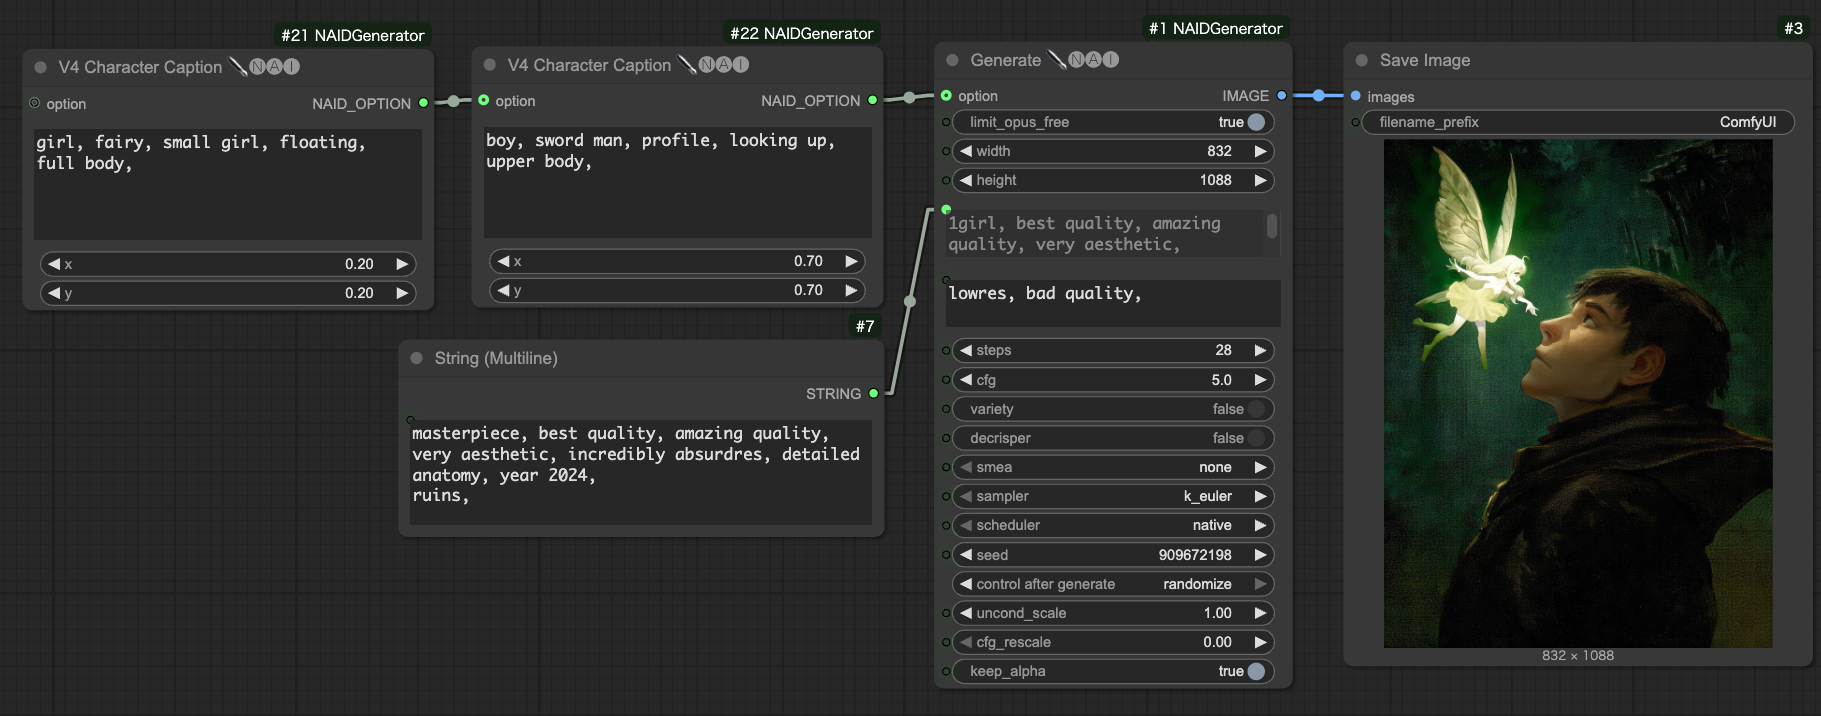 #21 NAIDGenerator
V4 Character Caption 🔪🅝🅐🅘
option
NAID_OPTION
girl, fairy, small girl, floating,
full body,
x 0.20
y 0.20
#22 NAIDGenerator
V4 Character Caption 🔪🅝🅐🅘
option
NAID_OPTION
boy, sword man, profile, looking up,
upper body,
x 0.70
y 0.70
#7
String (Multiline)
STRING
masterpiece, best quality, amazing quality,
very aesthetic, incredibly absurdres, detailed
anatomy, year 2024,
ruins,
#1 NAIDGenerator
Generate 🔪🅝🅐🅘
option
IMAGE
limit_opus_free true
width 832
height 1088
1girl, best quality, amazing
quality, very aesthetic,
lowres, bad quality,
steps 28
cfg 5.0
variety false
decrisper false
smea none
sampler k_euler
scheduler native
seed 909672198
control after generate randomize
uncond_scale 1.00
cfg_rescale 0.00
keep_alpha true
#3
Save Image
images
filename_prefix ComfyUI
832 × 1088